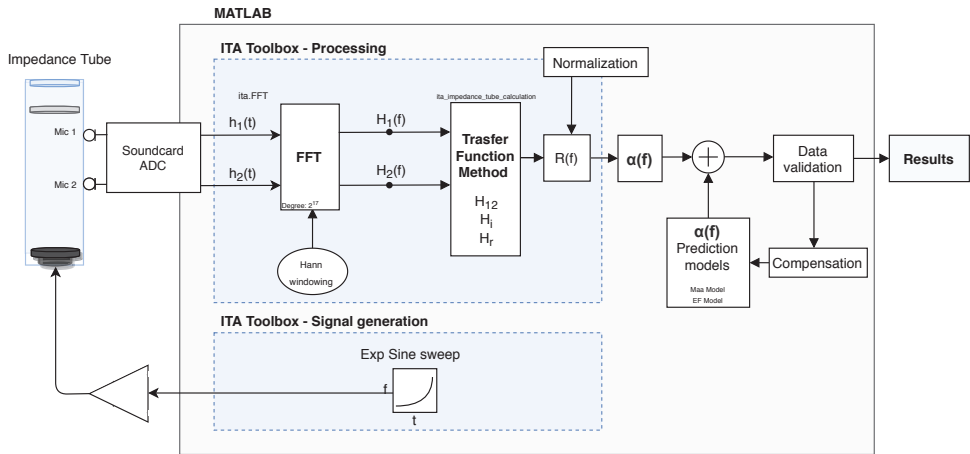 MATLAB
Impedance Tube
ITA Toolbox - Processing
Normalization
ita.FFT
ita_impedance_tube_calculation
Mic 1
Mic 2
Soundcard
ADC
h1(t)
h2(t)
FFT
Degree: 2^17
Hann
windowing
H1(f)
H2(f)
Trasfer
Function
Method
H12
Hi
Hr
R(f)
α(f)
Data
validation
Results
α(f)
Prediction
models
Maa Model
EF Model
Compensation
ITA Toolbox - Signal generation
Exp Sine sweep
f
t